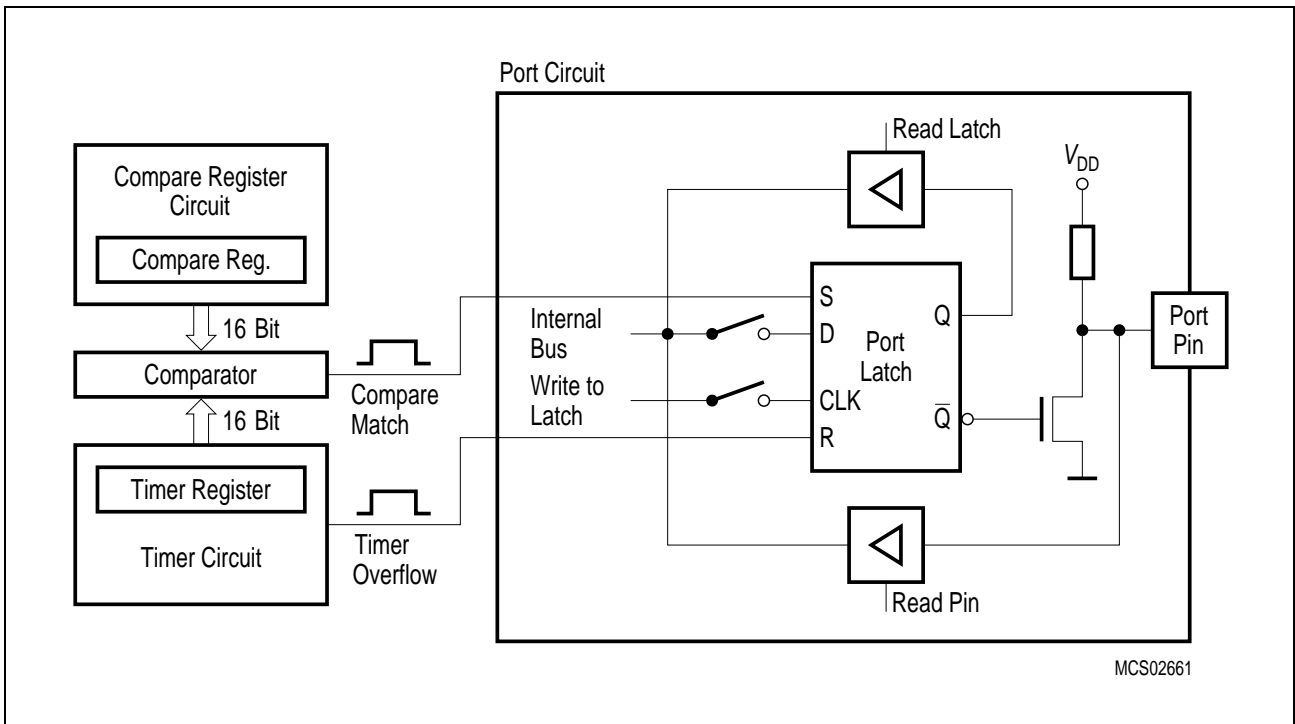 Port Circuit
Compare Register
Circuit
Compare Reg.
16 Bit
Comparator
16 Bit
Timer Register
Timer Circuit
Compare
Match
Timer
Overflow
Read Latch
Internal
Bus
Write to
Latch
S
D
CLK
R
Port
Latch
Q
Q̅
VDD
Port
Pin
Read Pin
MCS02661